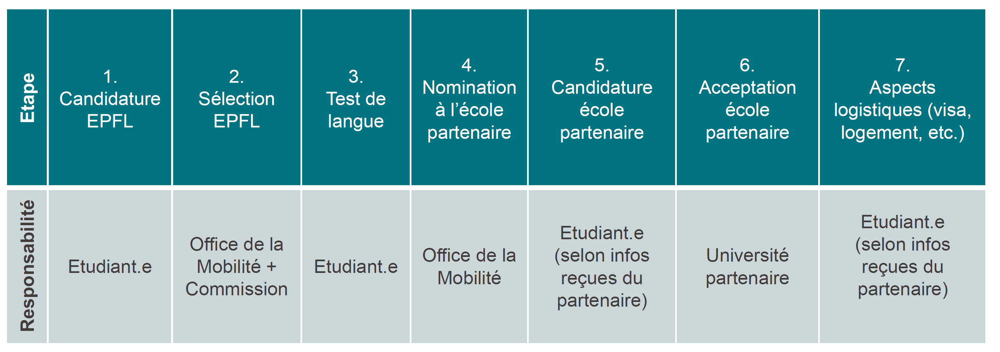 Etape
1.
Candidature
EPFL
2.
Sélection
EPFL
3.
Test de
langue
4.
Nomination
à l’école
partenaire
5.
Candidature
école
partenaire
6.
Acceptation
école
partenaire
7.
Aspects
logistiques (visa,
logement, etc.)
Responsabilité
Etudiant.e
Office de la
Mobilité +
Commission
Etudiant.e
Office de la
Mobilité
Etudiant.e
(selon infos
reçues du
partenaire)
Université
partenaire
Etudiant.e
(selon infos
reçues du
partenaire)